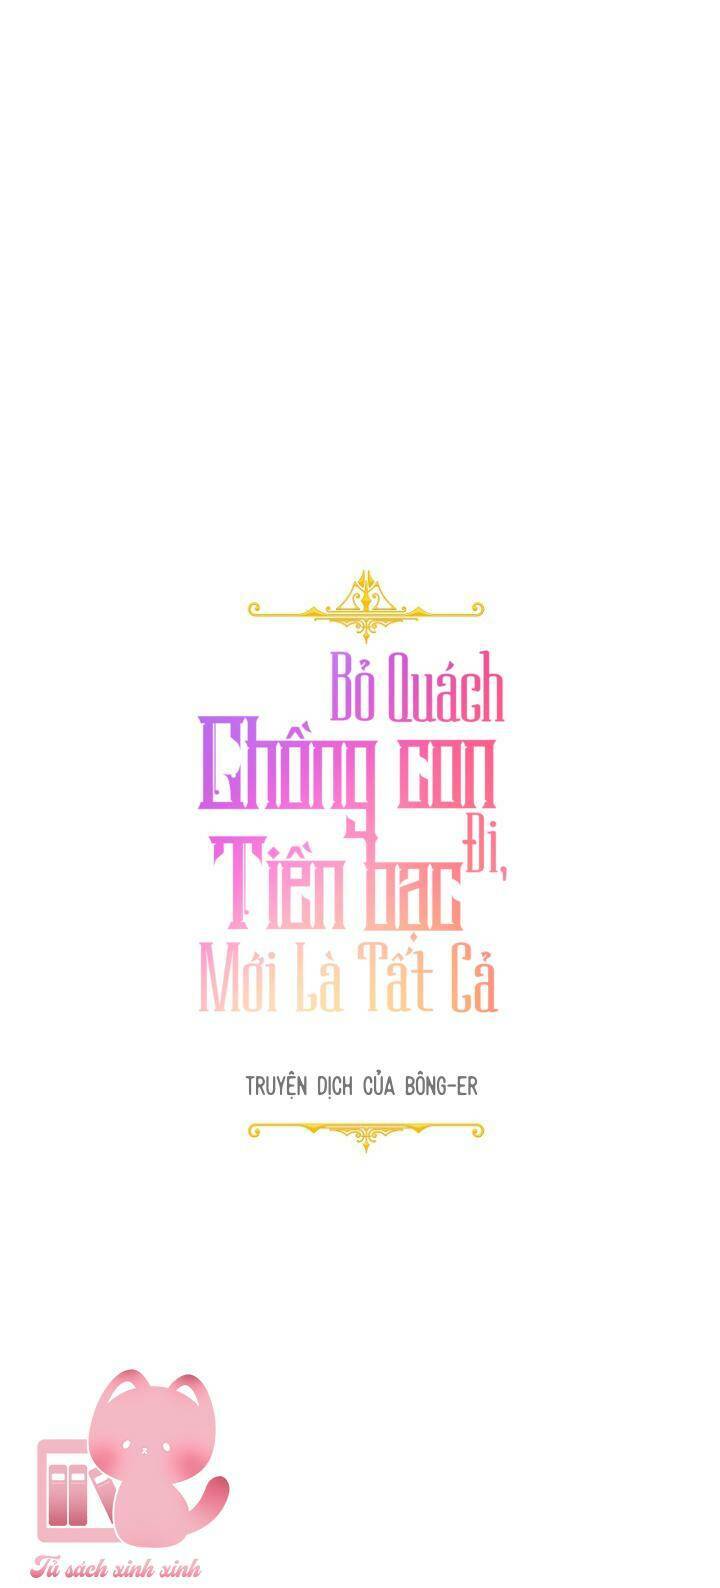 Bỏ Quách
Chồng con
Đi,
Tiền bạc
Mới Là Tất Cả
TRUYỆN DỊCH CỦA BÔNG-ER
Tủ sách xinh xinh